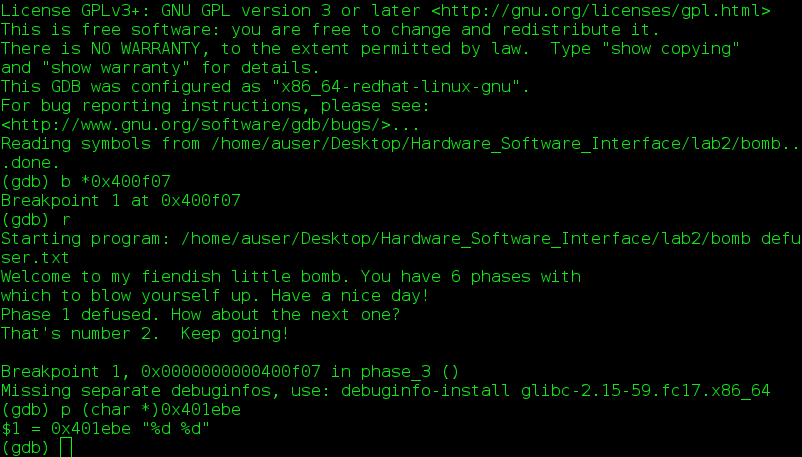 License GPLv3+: GNU GPL version 3 or later <http://gnu.org/licenses/gpl.html>
This is free software: you are free to change and redistribute it.
There is NO WARRANTY, to the extent permitted by law.  Type "show copying"
and "show warranty" for details.
This GDB was configured as "x86_64-redhat-linux-gnu".
For bug reporting instructions, please see:
<http://www.gnu.org/software/gdb/bugs/>...
Reading symbols from /home/auser/Desktop/Hardware_Software_Interface/lab2/bomb..
.done.
(gdb) b *0x400f07
Breakpoint 1 at 0x400f07
(gdb) r
Starting program: /home/auser/Desktop/Hardware_Software_Interface/lab2/bomb defu
ser.txt
Welcome to my fiendish little bomb. You have 6 phases with
which to blow yourself up. Have a nice day!
Phase 1 defused. How about the next one?
That's number 2.  Keep going!

Breakpoint 1, 0x0000000000400f07 in phase_3 ()
Missing separate debuginfos, use: debuginfo-install glibc-2.15-59.fc17.x86_64
(gdb) p (char *)0x401ebe
$1 = 0x401ebe "%d %d"
(gdb)